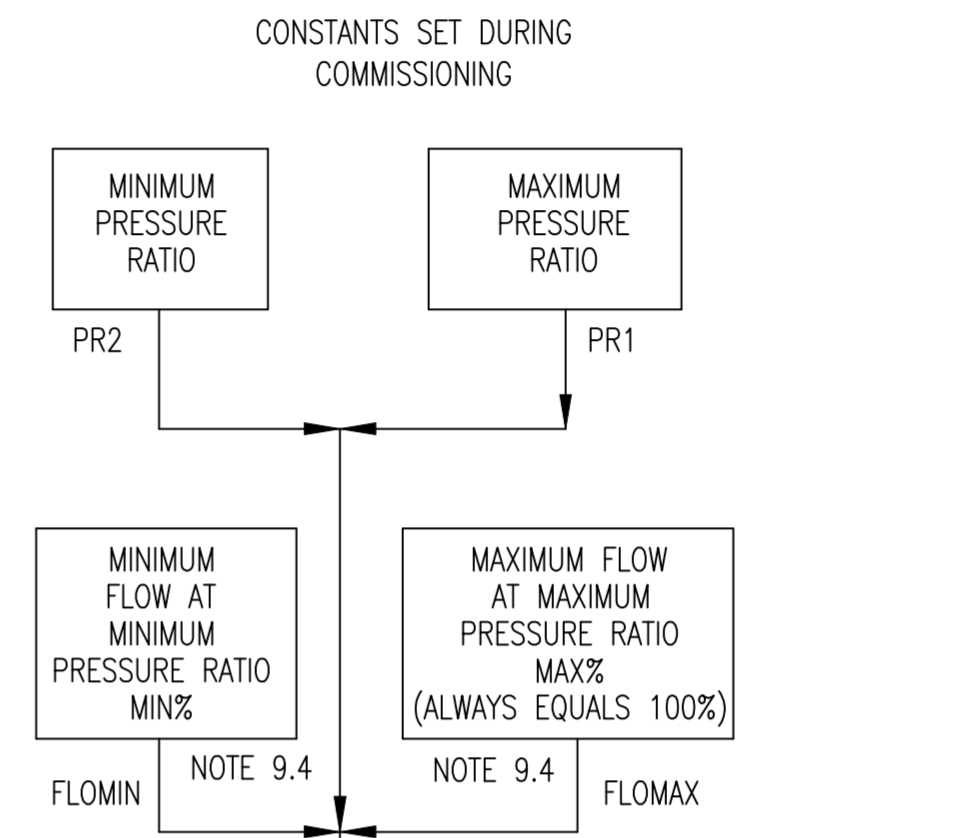 CONSTANTS SET DURING
COMMISSIONING
MINIMUM
PRESSURE
RATIO
MAXIMUM
PRESSURE
RATIO
PR2
PR1
MINIMUM
FLOW AT
MINIMUM
PRESSURE RATIO
MIN%
MAXIMUM FLOW
AT MAXIMUM
PRESSURE RATIO
MAX%
(ALWAYS EQUALS 100%)
NOTE 9.4
NOTE 9.4
FLOMIN
FLOMAX